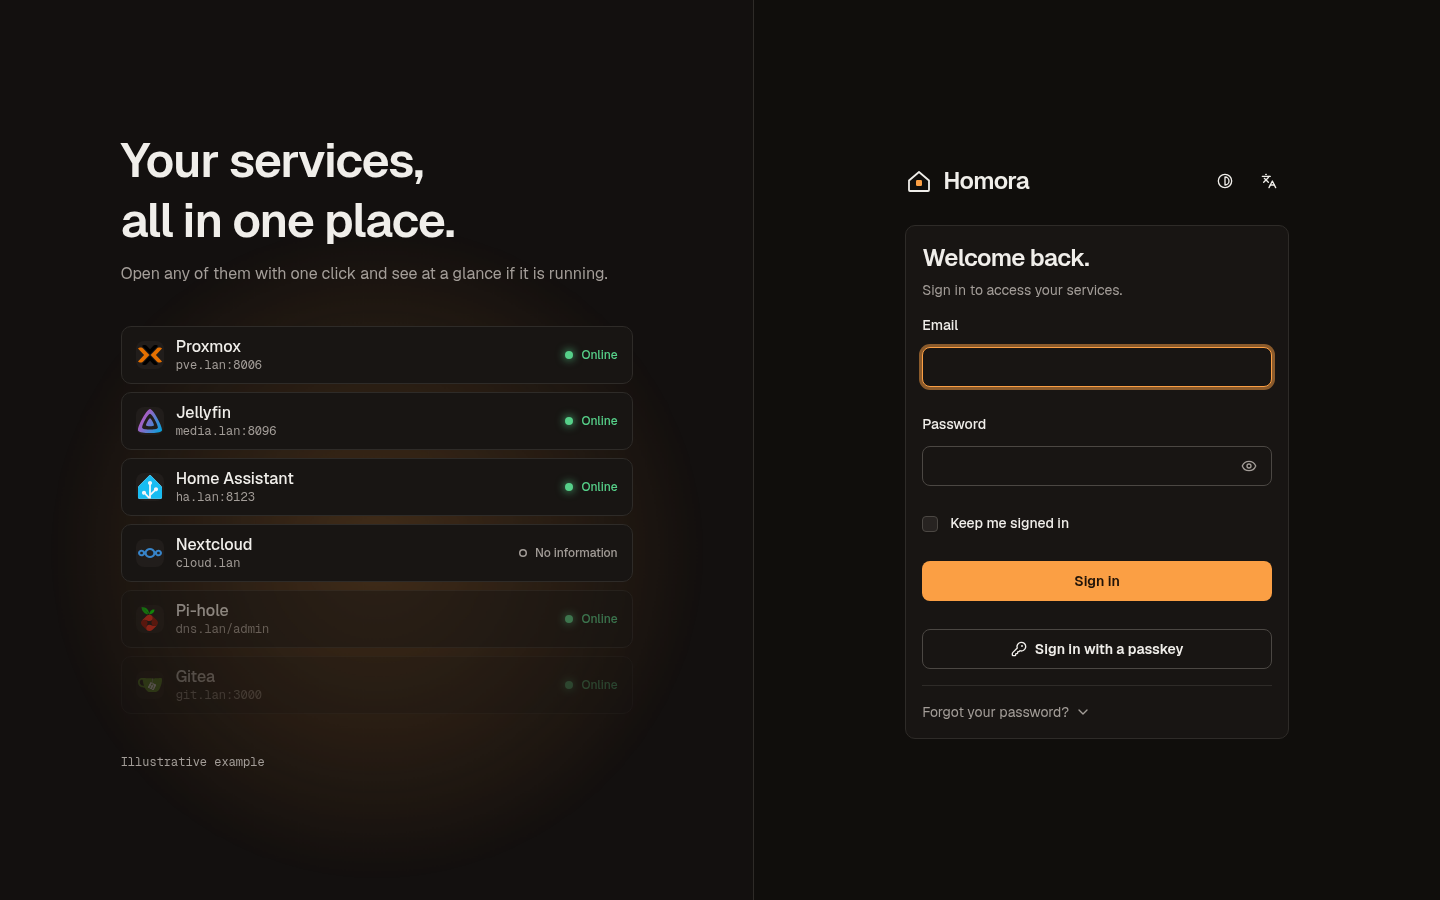 Your services,
all in one place.
Open any of them with one click and see at a glance if it is running.
Proxmox
pve.lan:8006
Online
Jellyfin
media.lan:8096
Online
Home Assistant
ha.lan:8123
Online
Nextcloud
cloud.lan
No information
Pi-hole
dns.lan/admin
Online
Gitea
git.lan:3000
Online
Illustrative example
Homora
Welcome back.
Sign in to access your services.
Email
Password
Keep me signed in
Sign in
Sign in with a passkey
Forgot your password?